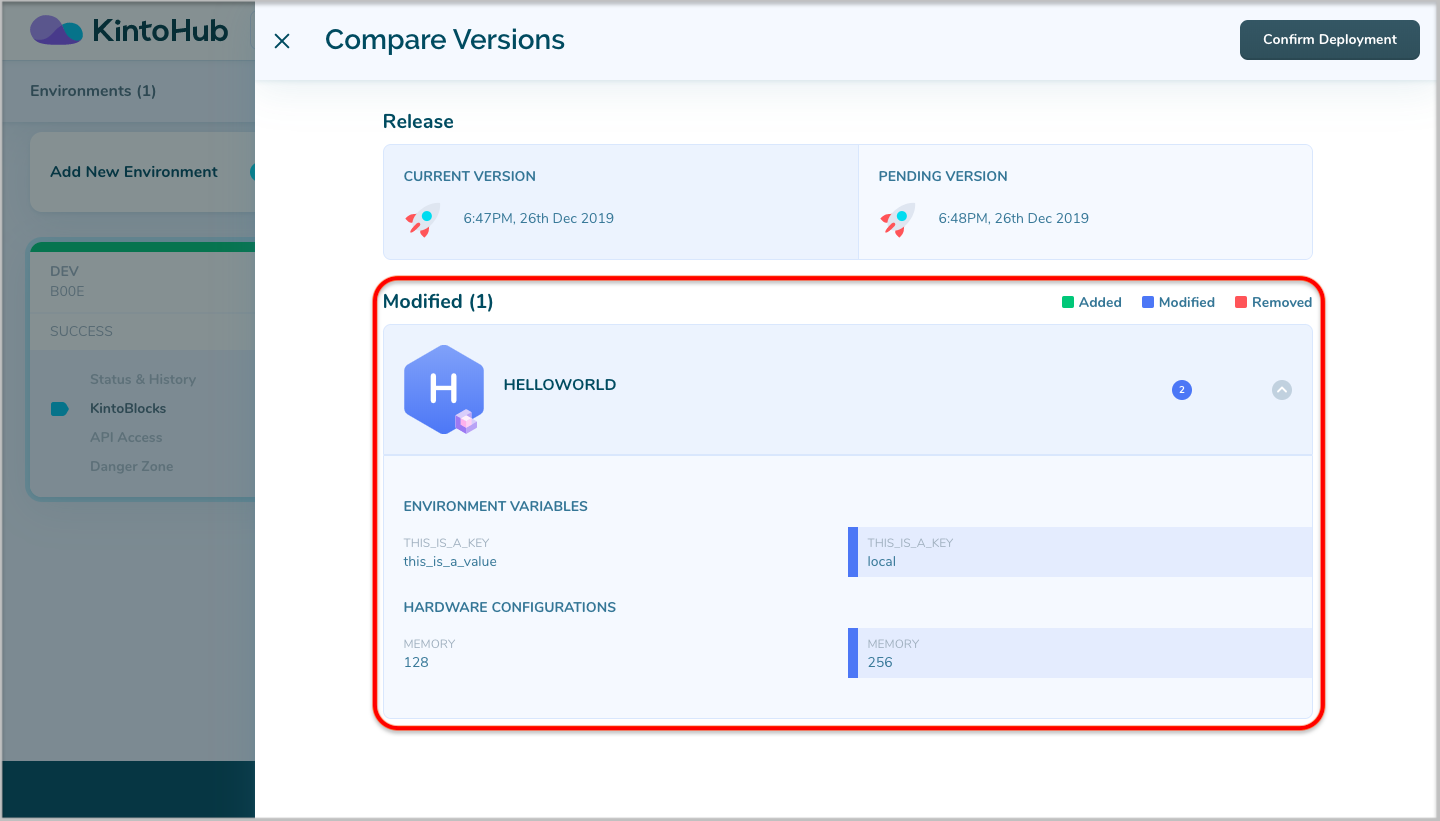 KintoHub
Compare Versions
Confirm Deployment
Environments (1)
Add New Environment
DEV
B00E
SUCCESS
Status & History
KintoBlocks
API Access
Danger Zone
Release
CURRENT VERSION
6:47PM, 26th Dec 2019
PENDING VERSION
6:48PM, 26th Dec 2019
Modified (1)
Added
Modified
Removed
H
HELLOWORLD
2
ENVIRONMENT VARIABLES
THIS_IS_A_KEY
this_is_a_value
THIS_IS_A_KEY
local
HARDWARE CONFIGURATIONS
MEMORY
128
MEMORY
256